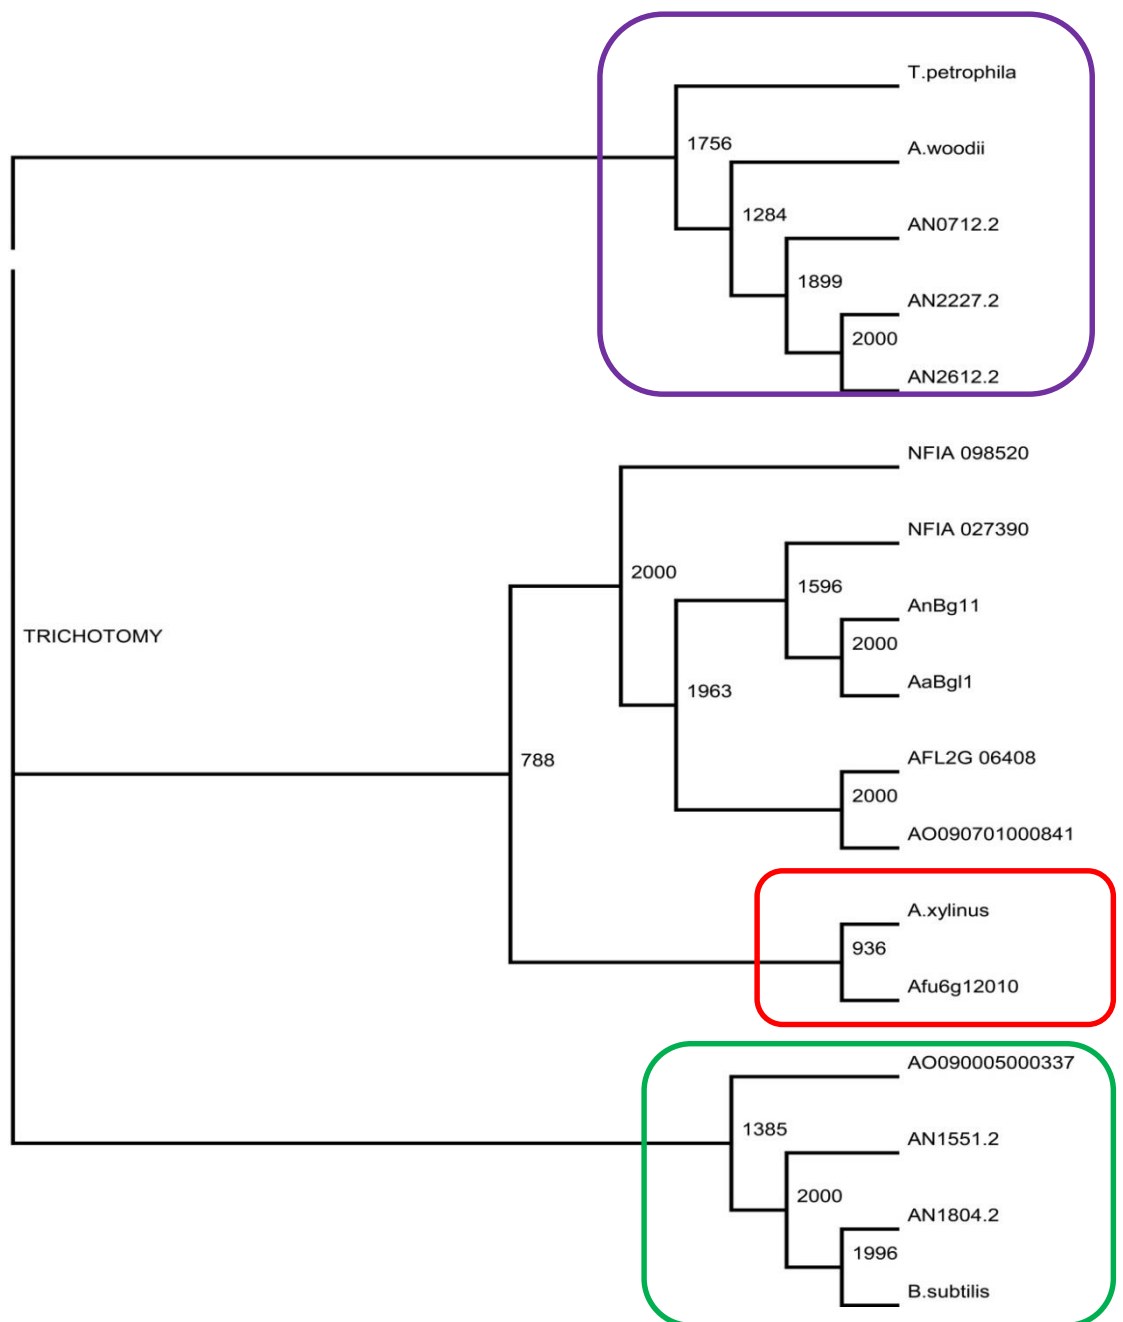 T.petrophila
1756
A.woodii
1284
AN0712.2
1899
AN2227.2
2000
AN2612.2
NFIA 098520
NFIA 027390
2000
1596
AnBg11
TRICHOTOMY
2000
AaBgl1
1963
788
AFL2G 06408
2000
AO090701000841
A.xylinus
936
Afu6g12010
AO090005000337
1385
AN1551.2
2000
AN1804.2
1996
B.subtilis